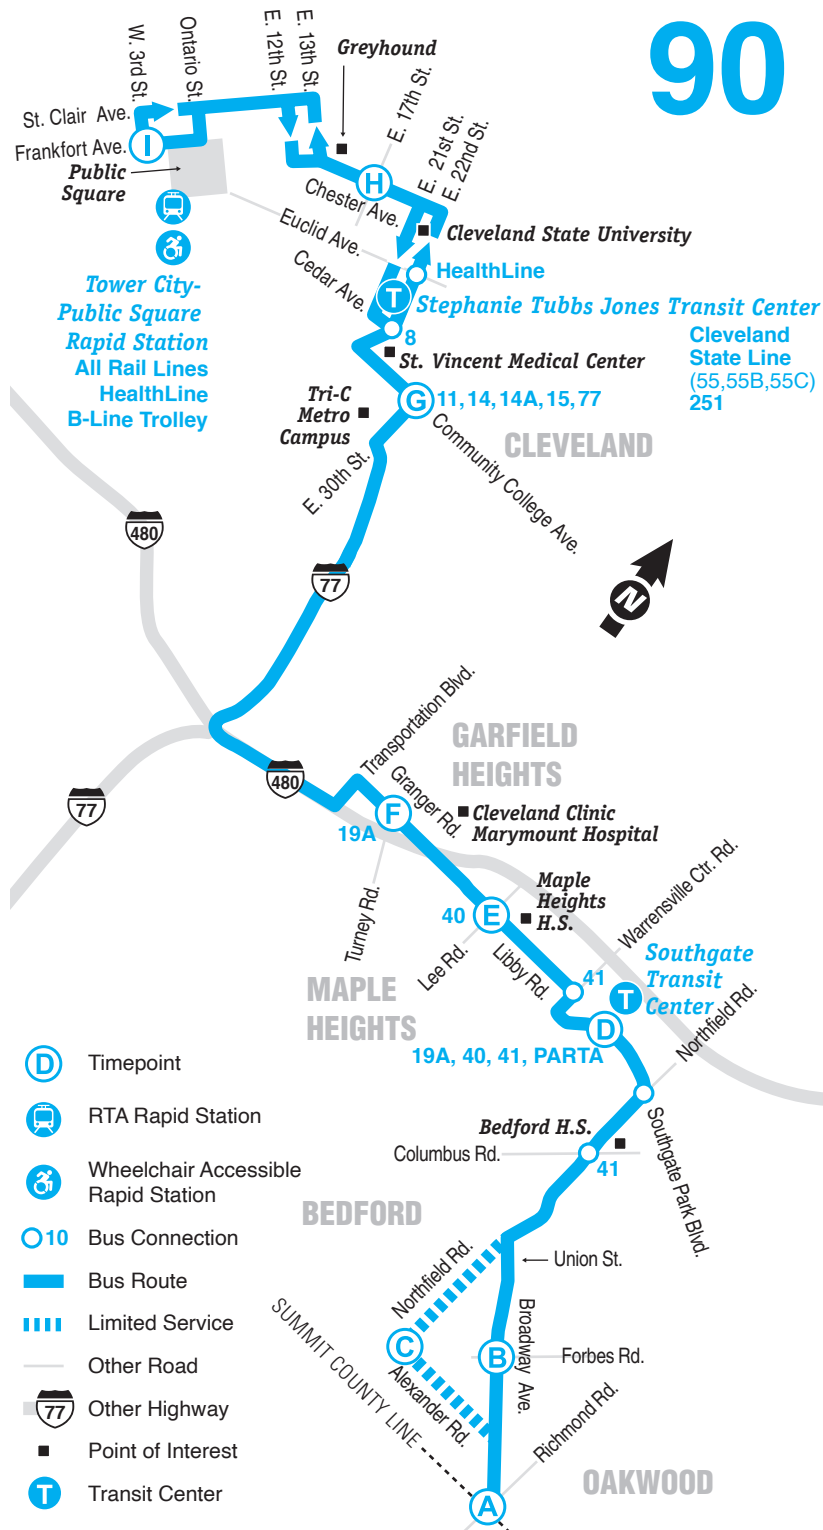 90
W. 3rd St.
Ontario St.
E. 12th St.
E. 13th St.
Greyhound
E. 17th St.
E. 21st St.
E. 22nd St.
St. Clair Ave.
Frankfort Ave.
I
Public
Square
H
Chester Ave.
Euclid Ave.
Cedar Ave.
Cleveland State University
HealthLine
T
Stephanie Tubbs Jones Transit Center
8
Cleveland
State Line
(55,55B,55C)
251
Tower City-
Public Square
Rapid Station
All Rail Lines
HealthLine
B-Line Trolley
St. Vincent Medical Center
G
11, 14, 14A, 15, 77
Tri-C
Metro
Campus
CLEVELAND
Community College Ave.
E. 30th St.
480
77
N
Transportation Blvd.
GARFIELD
HEIGHTS
480
77
Granger Rd.
F
19A
Cleveland Clinic
Marymount Hospital
Turney Rd.
Maple
Heights
H.S.
40
E
Lee Rd.
Libby Rd.
Warrensville Ctr. Rd.
41
Southgate
Transit
Center
T
MAPLE
HEIGHTS
D
19A, 40, 41, PARTA
Northfield Rd.
Bedford H.S.
Columbus Rd.
41
Southgate Park Blvd.
BEDFORD
Northfield Rd.
Union St.
Broadway Ave.
SUMMIT COUNTY LINE
C
B
Forbes Rd.
Alexander Rd.
Richmond Rd.
OAKWOOD
A
D Timepoint
RTA Rapid Station
Wheelchair Accessible
Rapid Station
10 Bus Connection
Bus Route
Limited Service
Other Road
77 Other Highway
Point of Interest
T Transit Center